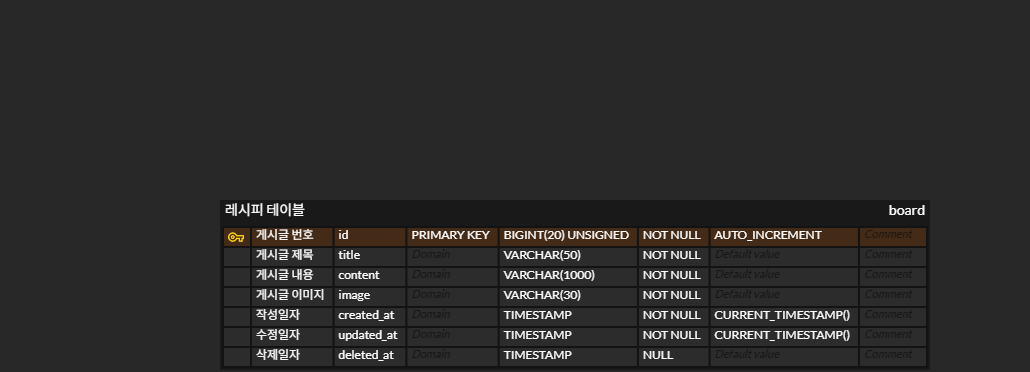 레시피 테이블 board
게시글 번호 id PRIMARY KEY BIGINT(20) UNSIGNED NOT NULL AUTO_INCREMENT Comment
게시글 제목 title Domain VARCHAR(50) NOT NULL Default value Comment
게시글 내용 content Domain VARCHAR(1000) NOT NULL Default value Comment
게시글 이미지 image Domain VARCHAR(30) NOT NULL Default value Comment
작성일자 created_at Domain TIMESTAMP NOT NULL CURRENT_TIMESTAMP() Comment
수정일자 updated_at Domain TIMESTAMP NOT NULL CURRENT_TIMESTAMP() Comment
삭제일자 deleted_at Domain TIMESTAMP NULL Default value Comment